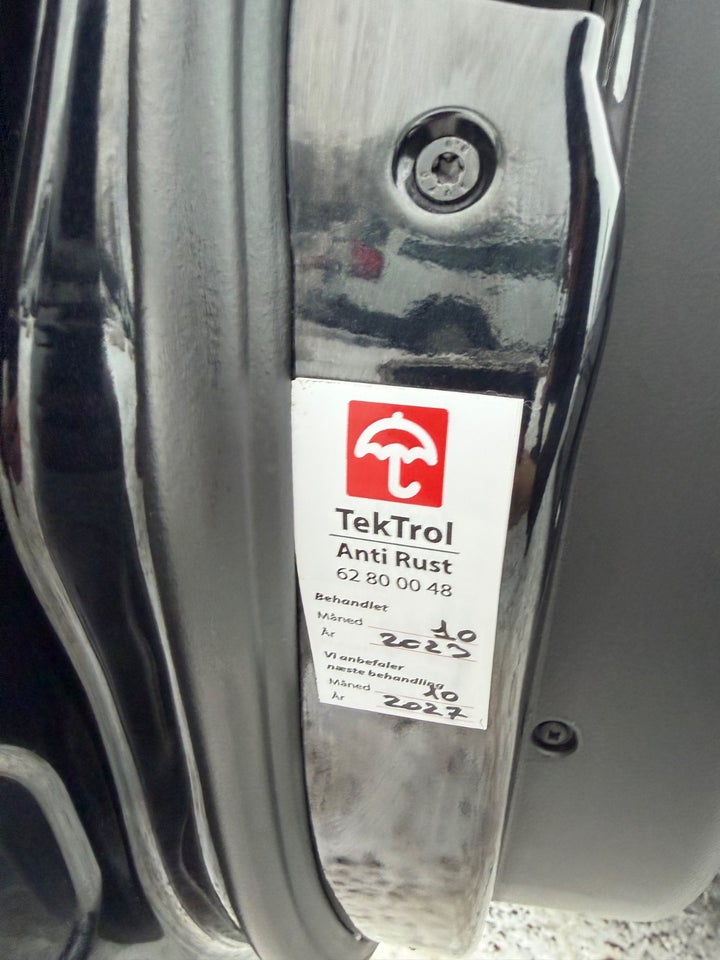 TekTrol
Anti Rust
62 80 00 48
Behandlet
Måned 10
År 2023
Vi anbefaler
næste behandling
Måned 10
År 2027